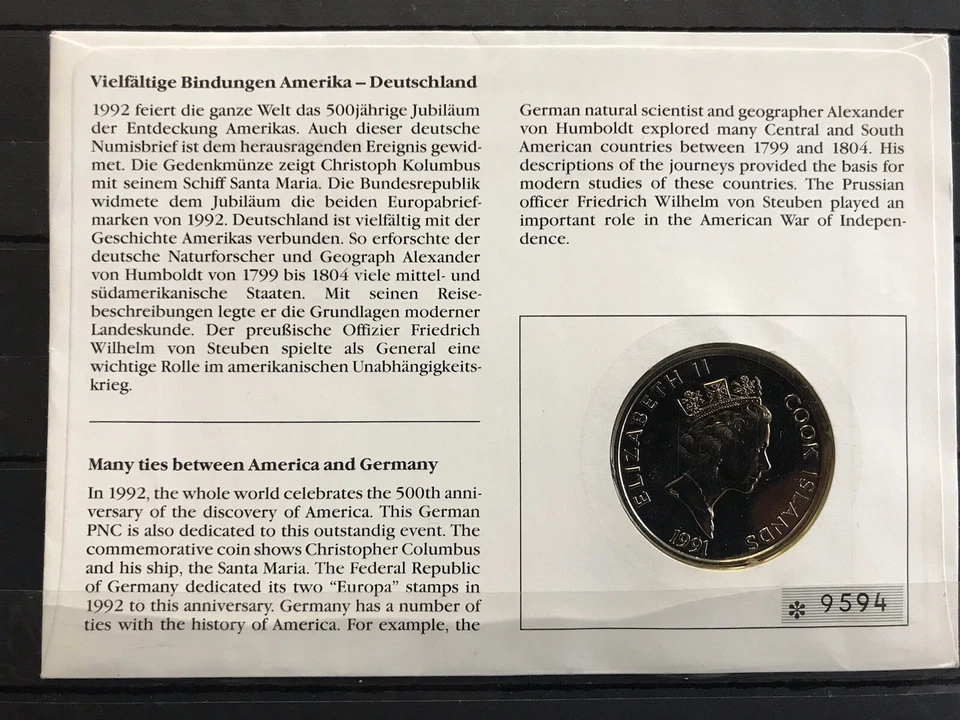 Vielfältige Bindungen Amerika – Deutschland
1992 feiert die ganze Welt das 500jährige Jubiläum
der Entdeckung Amerikas. Auch dieser deutsche
Numisbrief ist dem herausragenden Ereignis gewid-
met. Die Gedenkmünze zeigt Christoph Kolumbus
mit seinem Schiff Santa Maria. Die Bundesrepublik
widmete dem Jubiläum die beiden Europabrief-
marken von 1992. Deutschland ist vielfältig mit der
Geschichte Amerikas verbunden. So erforschte der
deutsche Naturforscher und Geograph Alexander
von Humboldt von 1799 bis 1804 viele mittel- und
südamerikanische Staaten. Mit seinen Reise-
beschreibungen legte er die Grundlagen moderner
Landeskunde. Der preußische Offizier Friedrich
Wilhelm von Steuben spielte als General eine
wichtige Rolle im amerikanischen Unabhängigkeits-
krieg.
Many ties between America and Germany
In 1992, the whole world celebrates the 500th anni-
versary of the discovery of America. This German
PNC is also dedicated to this outstandig event. The
commemorative coin shows Christopher Columbus
and his ship, the Santa Maria. The Federal Republic
of Germany dedicated its two "Europa" stamps in
1992 to this anniversary. Germany has a number of
ties with the history of America. For example, the
German natural scientist and geographer Alexander
von Humboldt explored many Central and South
American countries between 1799 and 1804. His
descriptions of the journeys provided the basis for
modern studies of these countries. The Prussian
officer Friedrich Wilhelm von Steuben played an
important role in the American War of Indepen-
dence.
ELIZABETH II
COOK ISLANDS
1991
* 9594